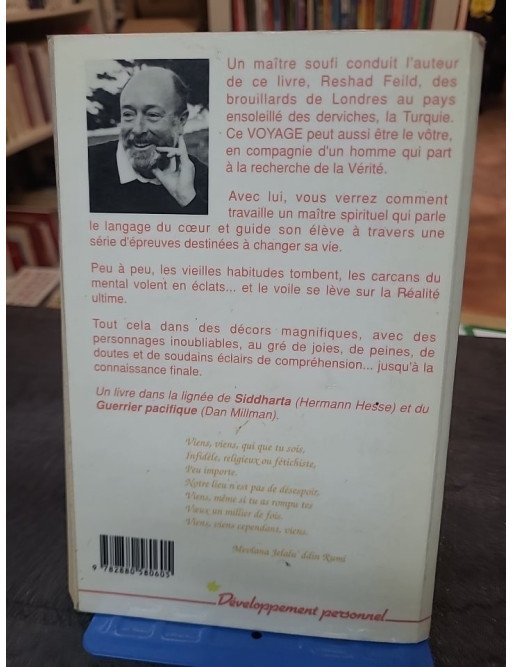 Un maître soufi conduit l'auteur
de ce livre, Reshad Feild, des
brouillards de Londres au pays
ensoleillé des derviches, la Turquie.
Ce VOYAGE peut aussi être le vôtre,
en compagnie d'un homme qui part
à la recherche de la Vérité.
Avec lui, vous verrez comment
travaille un maître spirituel qui parle
le langage du cœur et guide son élève à travers une
série d'épreuves destinées à changer sa vie.
Peu à peu, les vieilles habitudes tombent, les carcans du
mental volent en éclats... et le voile se lève sur la Réalité
ultime.
Tout cela dans des décors magnifiques, avec des
personnages inoubliables, au gré de joies, de peines, de
doutes et de soudains éclairs de compréhension... jusqu'à la
connaissance finale.
Un livre dans la lignée de Siddharta (Hermann Hesse) et du
Guerrier pacifique (Dan Millman).
Viens, viens, qui que tu sois,
Infidèle, religieux ou fétichiste,
Peu importe.
Notre lieu n'est pas de désespoir,
Viens, même si tu as rompu tes
Vœux un millier de fois.
Viens, viens cependant, viens.
Mevlana Jelalu'ddin Rumi
9 782880 580605
Développement personnel